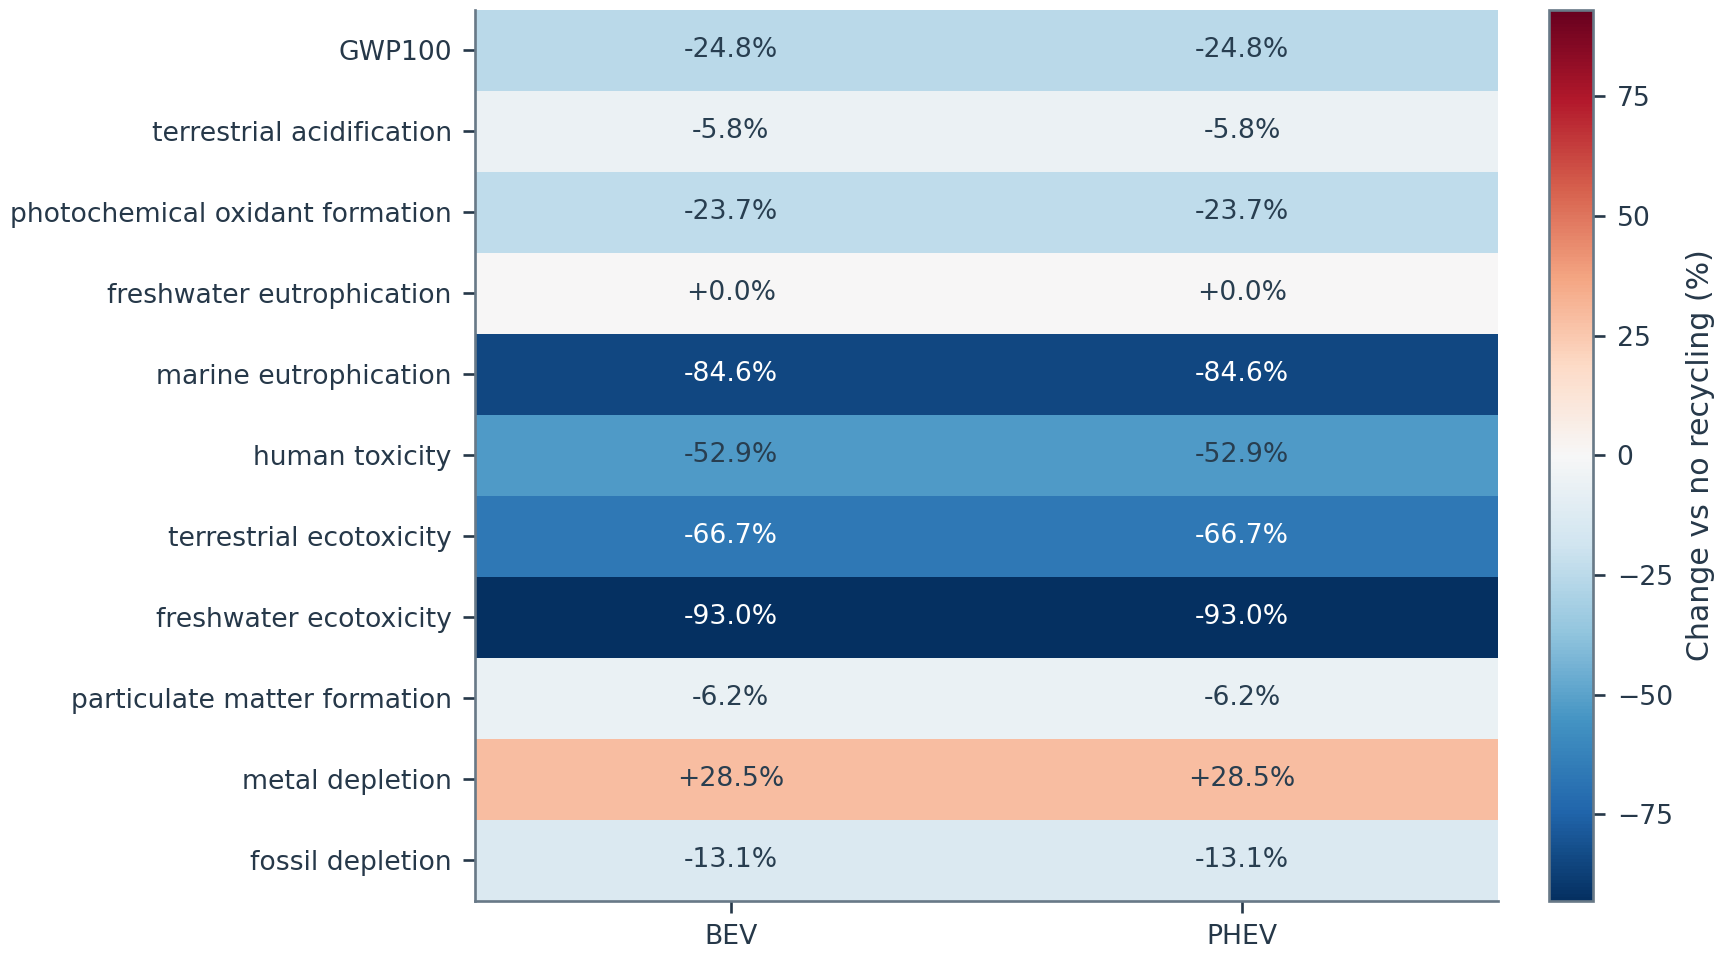 GWP100 -24.8% -24.8%
terrestrial acidification -5.8% -5.8%
photochemical oxidant formation -23.7% -23.7%
freshwater eutrophication +0.0% +0.0%
marine eutrophication -84.6% -84.6%
human toxicity -52.9% -52.9%
terrestrial ecotoxicity -66.7% -66.7%
freshwater ecotoxicity -93.0% -93.0%
particulate matter formation -6.2% -6.2%
metal depletion +28.5% +28.5%
fossil depletion -13.1% -13.1%
BEV PHEV
75
50
25
0
−25
−50
−75
Change vs no recycling (%)